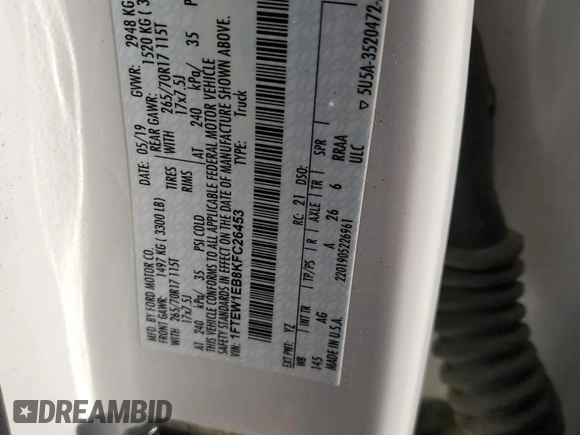 MFD. BY FORD MOTOR CO.
DATE: 05/19 GVWR: 2948 KG
FRONT GAWR: 1497 KG (3300 LB) REAR GAWR: 1520 KG (3
WITH 265/70R17 115T TIRES WITH 265/70R17 115T
17x7.5J RIMS 17x7.5J
AT 240 kPa/ 35 PSI COLD AT 240 kPa/ 35 P
THIS VEHICLE CONFORMS TO ALL APPLICABLE FEDERAL MOTOR VEHICLE
SAFETY STANDARDS IN EFFECT ON THE DATE OF MANUFACTURE SHOWN ABOVE.
VIN: 1FTEW1EB8KFC26453 TYPE: Truck
EXT PNT: YZ RC: 21 DSO:
WB INT TR TP/PS R AXLE TR SPR
145 AG A 26 6 RRAA
MADE IN U.S.A. 2201905226961 ULC
▽ 5U5A-3520472-
DREAMBID